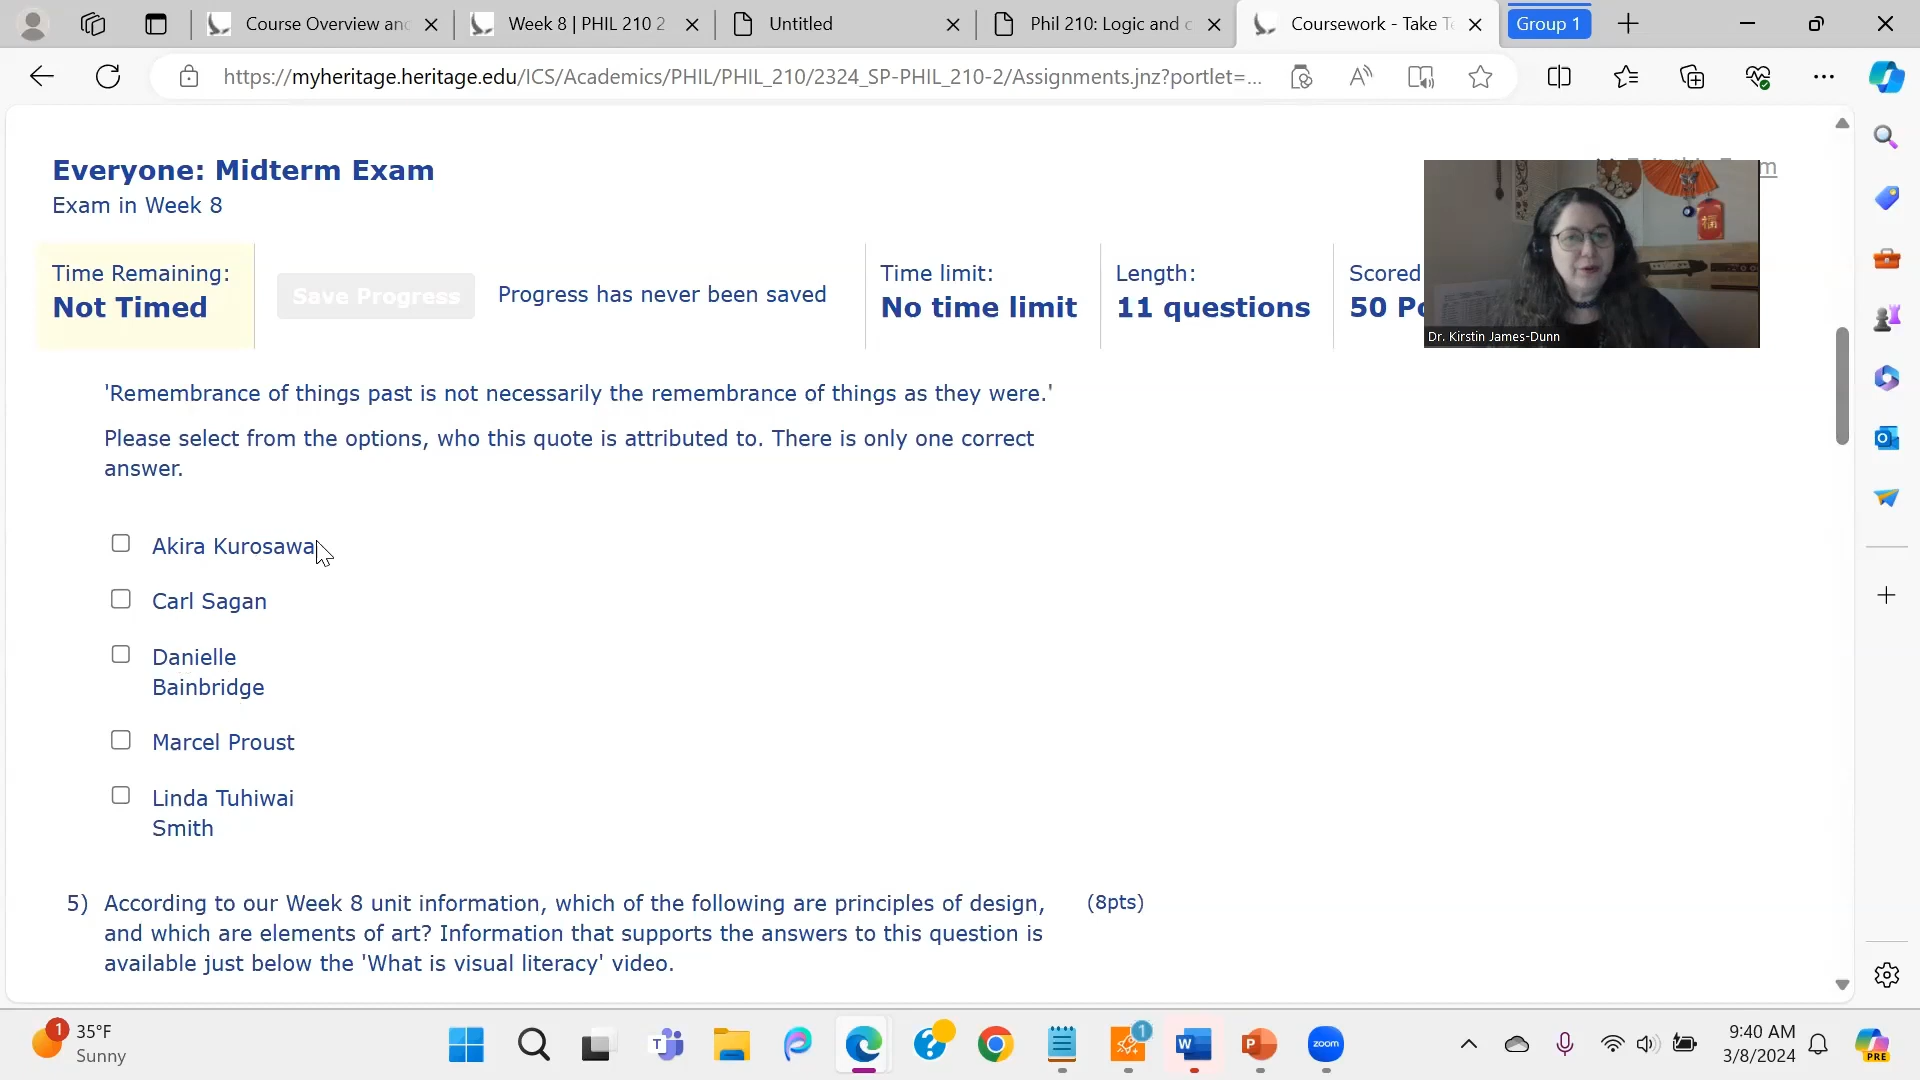 Course Overview and
Week 8 | PHIL 210 2
Untitled
Phil 210: Logic and c
Coursework - Take Te
Group 1
https://myheritage.heritage.edu/ICS/Academics/PHIL/PHIL_210/2324_SP-PHIL_210-2/Assignments.jnz?portlet=...
Everyone: Midterm Exam
Exam in Week 8
Time Remaining:
Not Timed
Save Progress
Progress has never been saved
Time limit:
No time limit
Length:
11 questions
Scored
50 Po
Dr. Kirstin James-Dunn
'Remembrance of things past is not necessarily the remembrance of things as they were.'
Please select from the options, who this quote is attributed to. There is only one correct
answer.
Akira Kurosawa
Carl Sagan
Danielle
Bainbridge
Marcel Proust
Linda Tuhiwai
Smith
5) According to our Week 8 unit information, which of the following are principles of design, (8pts)
and which are elements of art? Information that supports the answers to this question is
available just below the 'What is visual literacy' video.
1
35°F
Sunny
1
zoom
9:40 AM
3/8/2024
PRE